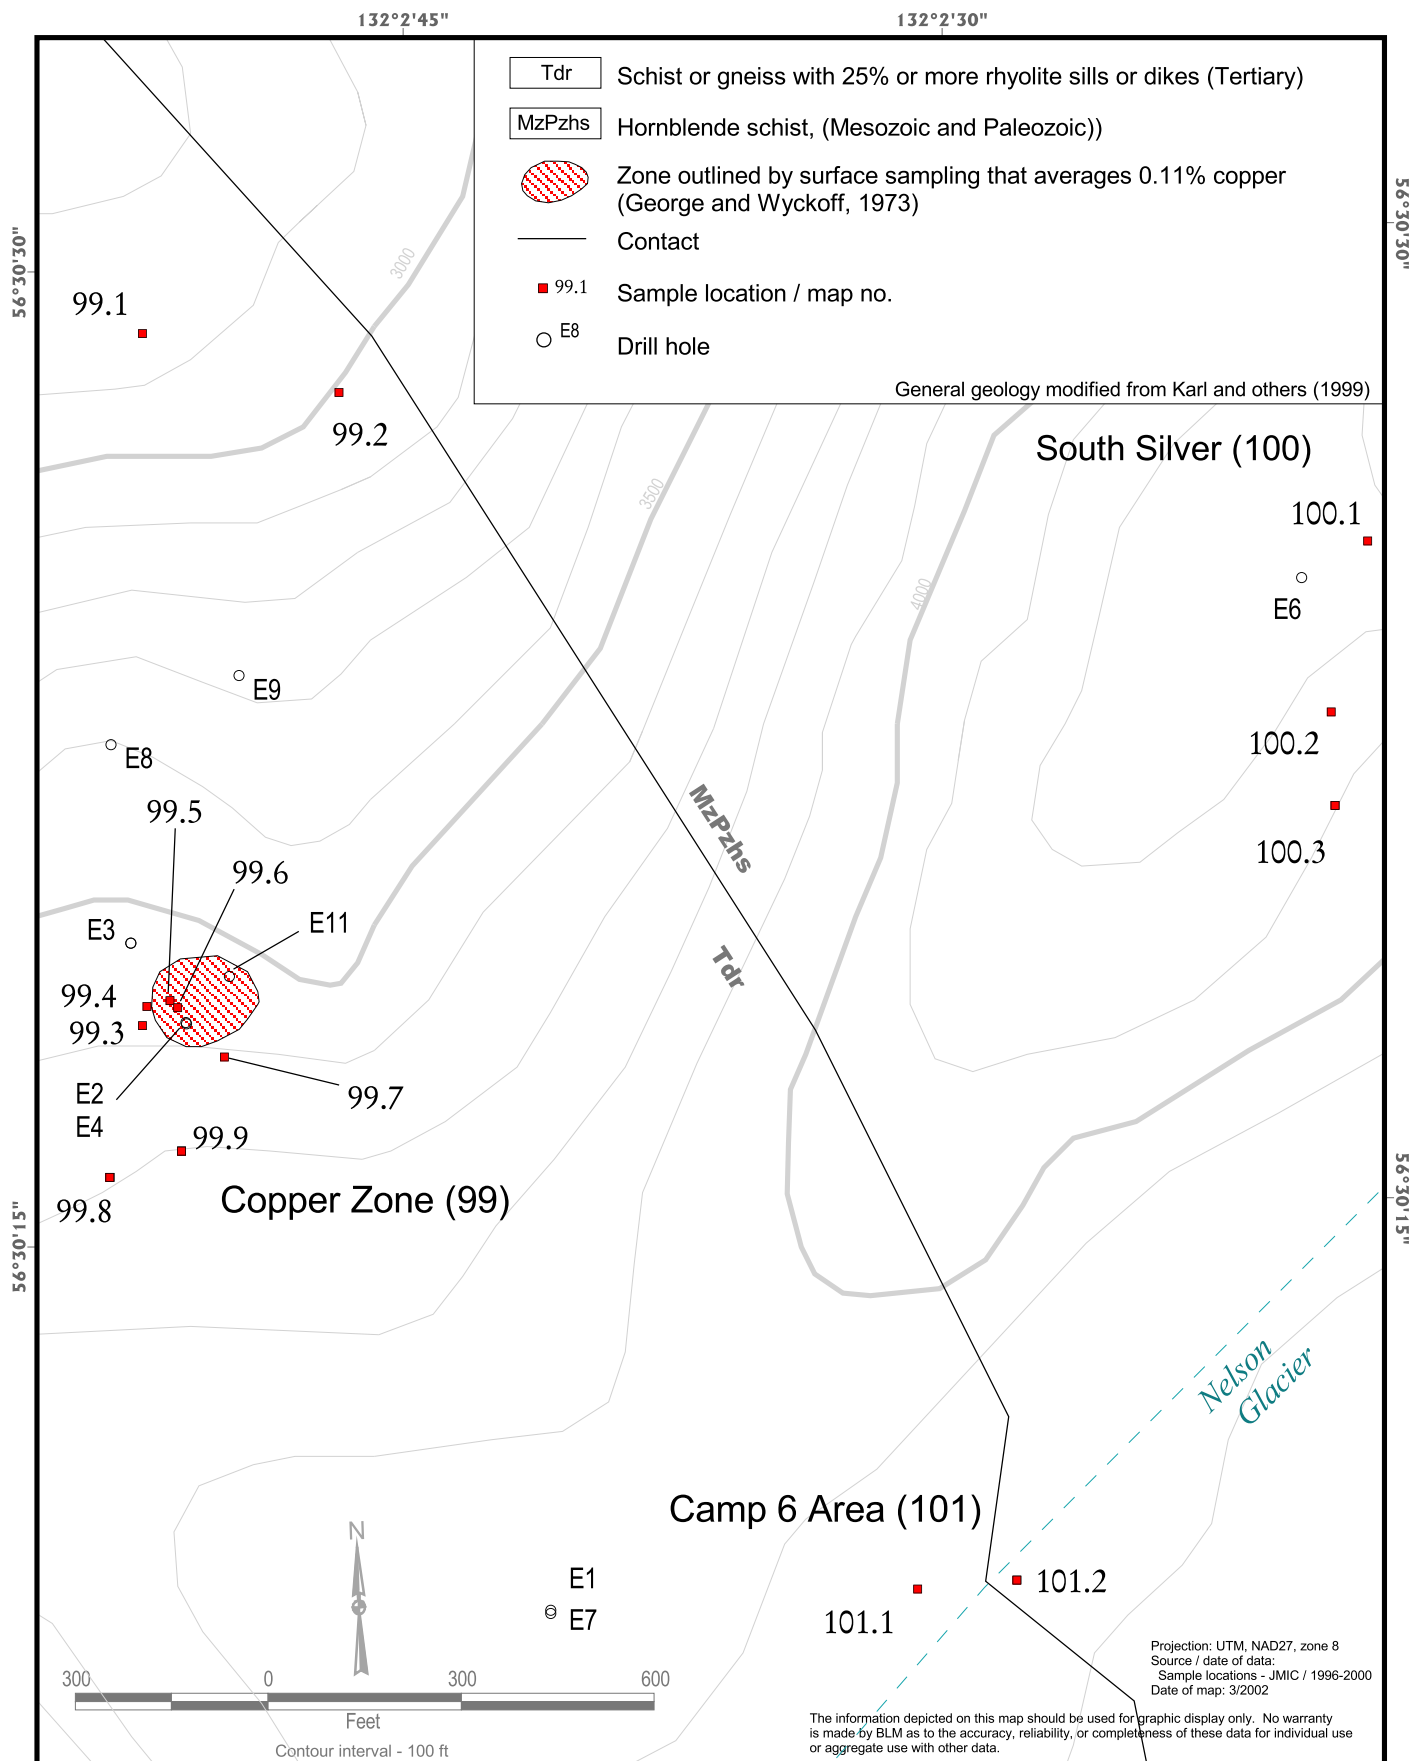 132°2'45"
132°2'30"
Tdr Schist or gneiss with 25% or more rhyolite sills or dikes (Tertiary)
MzPzhs Hornblende schist, (Mesozoic and Paleozoic))
Zone outlined by surface sampling that averages 0.11% copper
(George and Wyckoff, 1973)
Contact
99.1 Sample location / map no.
E8 Drill hole
General geology modified from Karl and others (1999)
56°30'30"
56°30'30"
3000
99.1
99.2
South Silver (100)
3500
100.1
4000
E6
E9
100.2
E8
MzPzhs
99.5
100.3
99.6
E11
E3
Tdr
99.4
99.3
E2
E4
99.7
99.9
99.8
Copper Zone (99)
56°30'15"
56°30'15"
Nelson
Glacier
Camp 6 Area (101)
N
E1
E7
101.1
101.2
300 0 300 600
Feet
Contour interval - 100 ft
Projection: UTM, NAD27, zone 8
Source / date of data:
Sample locations - JMIC / 1996-2000
Date of map: 3/2002
The information depicted on this map should be used for graphic display only. No warranty
is made by BLM as to the accuracy, reliability, or completeness of these data for individual use
or aggregate use with other data.